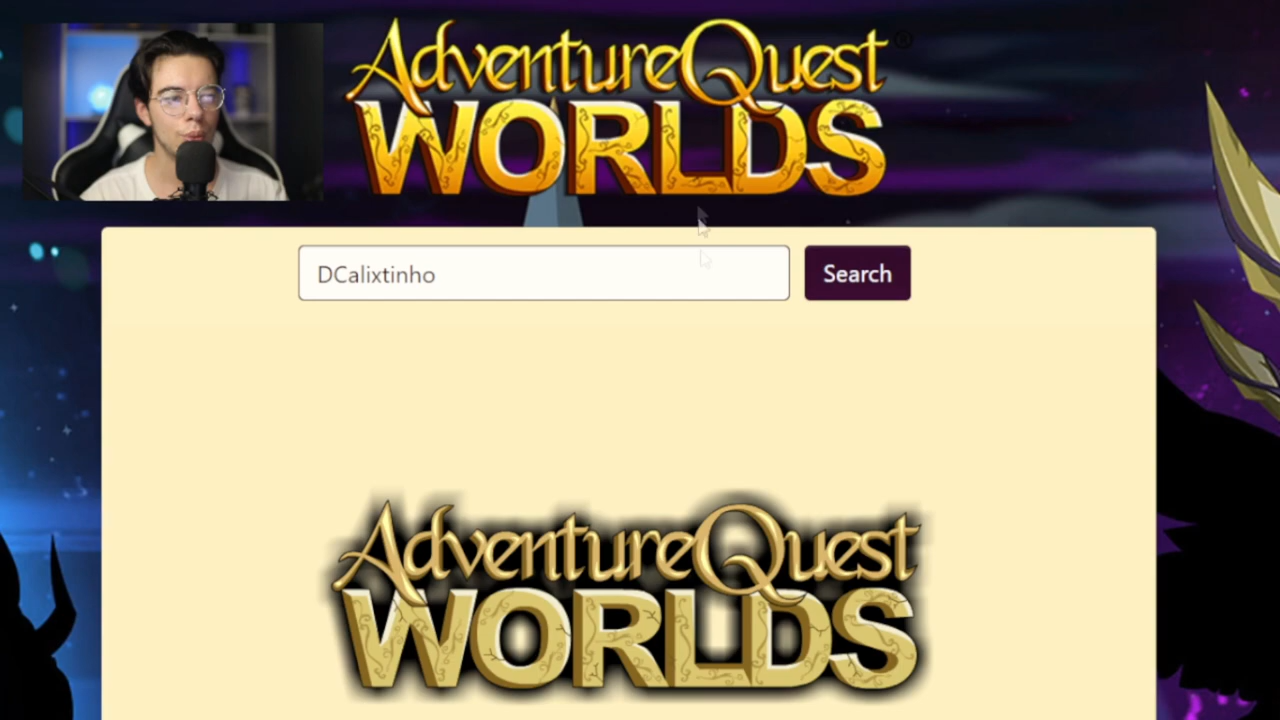 AdventureQuest
WORLDS
DCalixtinho
Search
AdventureQuest
WORLDS